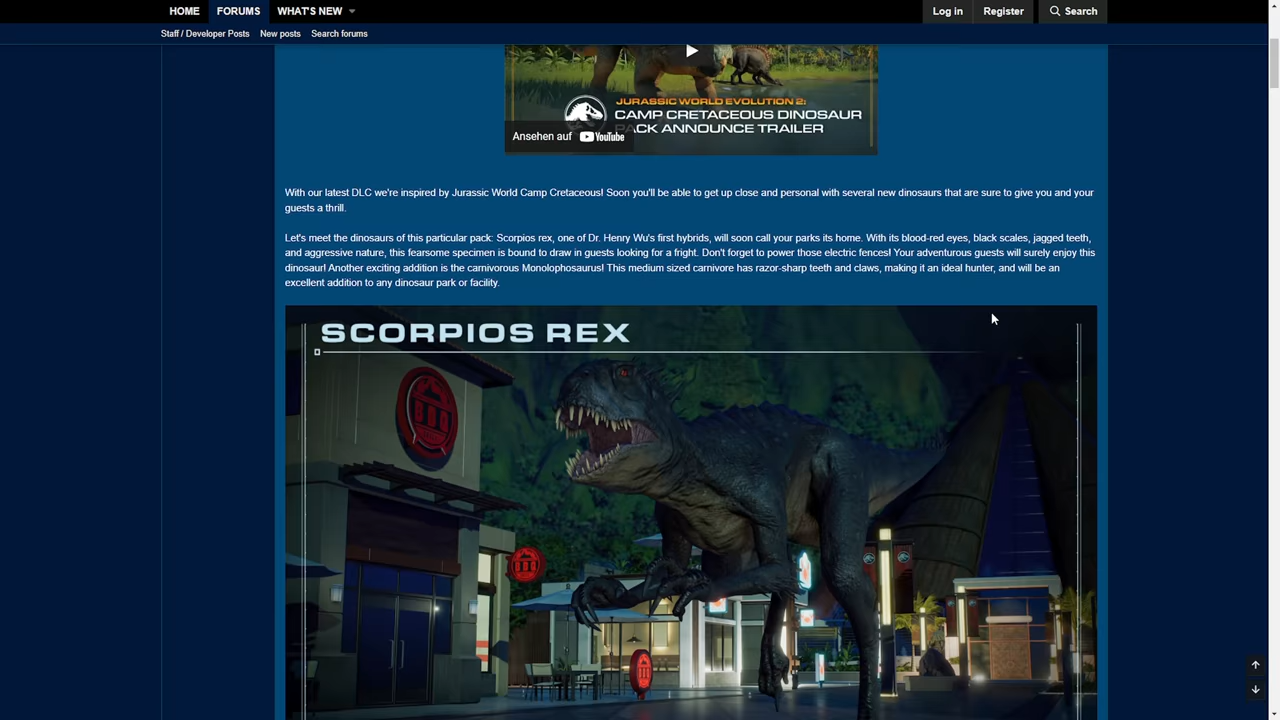 HOME FORUMS WHAT'S NEW Log in Register Search
Staff / Developer Posts New posts Search forums
JURASSIC WORLD EVOLUTION 2:
CAMP CRETACEOUS DINOSAUR
PACK ANNOUNCE TRAILER
Ansehen auf YouTube
With our latest DLC we're inspired by Jurassic World Camp Cretaceous! Soon you'll be able to get up close and personal with several new dinosaurs that are sure to give you and your
guests a thrill.
Let's meet the dinosaurs of this particular pack: Scorpios rex, one of Dr. Henry Wu's first hybrids, will soon call your parks its home. With its blood-red eyes, black scales, jagged teeth,
and aggressive nature, this fearsome specimen is bound to draw in guests looking for a fright. Don't forget to power those electric fences! Your adventurous guests will surely enjoy this
dinosaur! Another exciting addition is the carnivorous Monolophosaurus! This medium sized carnivore has razor-sharp teeth and claws, making it an ideal hunter, and will be an
excellent addition to any dinosaur park or facility.
SCORPIOS REX
BBQ
BBQ